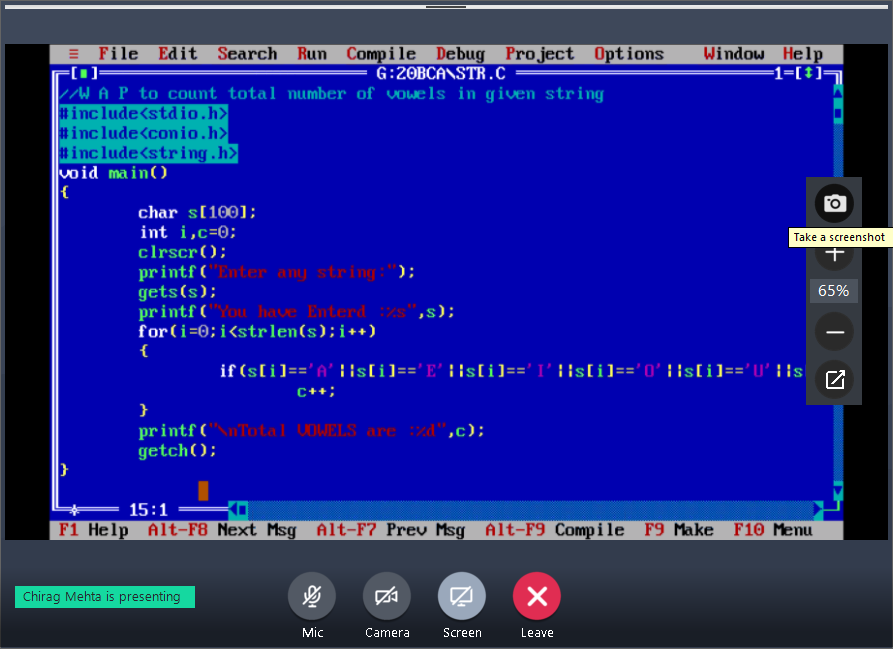 ≡ File Edit Search Run Compile Debug Project Options Window Help
[■] G:20BCA\STR.C 1=[↕]
//W A P to count total number of vowels in given string
#include<stdio.h>
#include<conio.h>
#include<string.h>
void main()
{
char s[100];
int i,c=0;
clrscr();
printf("Enter any string:");
gets(s);
printf("You have Enterd :%s",s);
for(i=0;i<strlen(s);i++)
{
if(s[i]=='A'||s[i]=='E'||s[i]=='I'||s[i]=='O'||s[i]=='U'||s
c++;
}
printf("\nTotal VOWELS are :%d",c);
getch();
}
* 15:1
F1 Help Alt-F8 Next Msg Alt-F7 Prev Msg Alt-F9 Compile F9 Make F10 Menu
Take a screenshot
65%
Chirag Mehta is presenting
Mic Camera Screen Leave